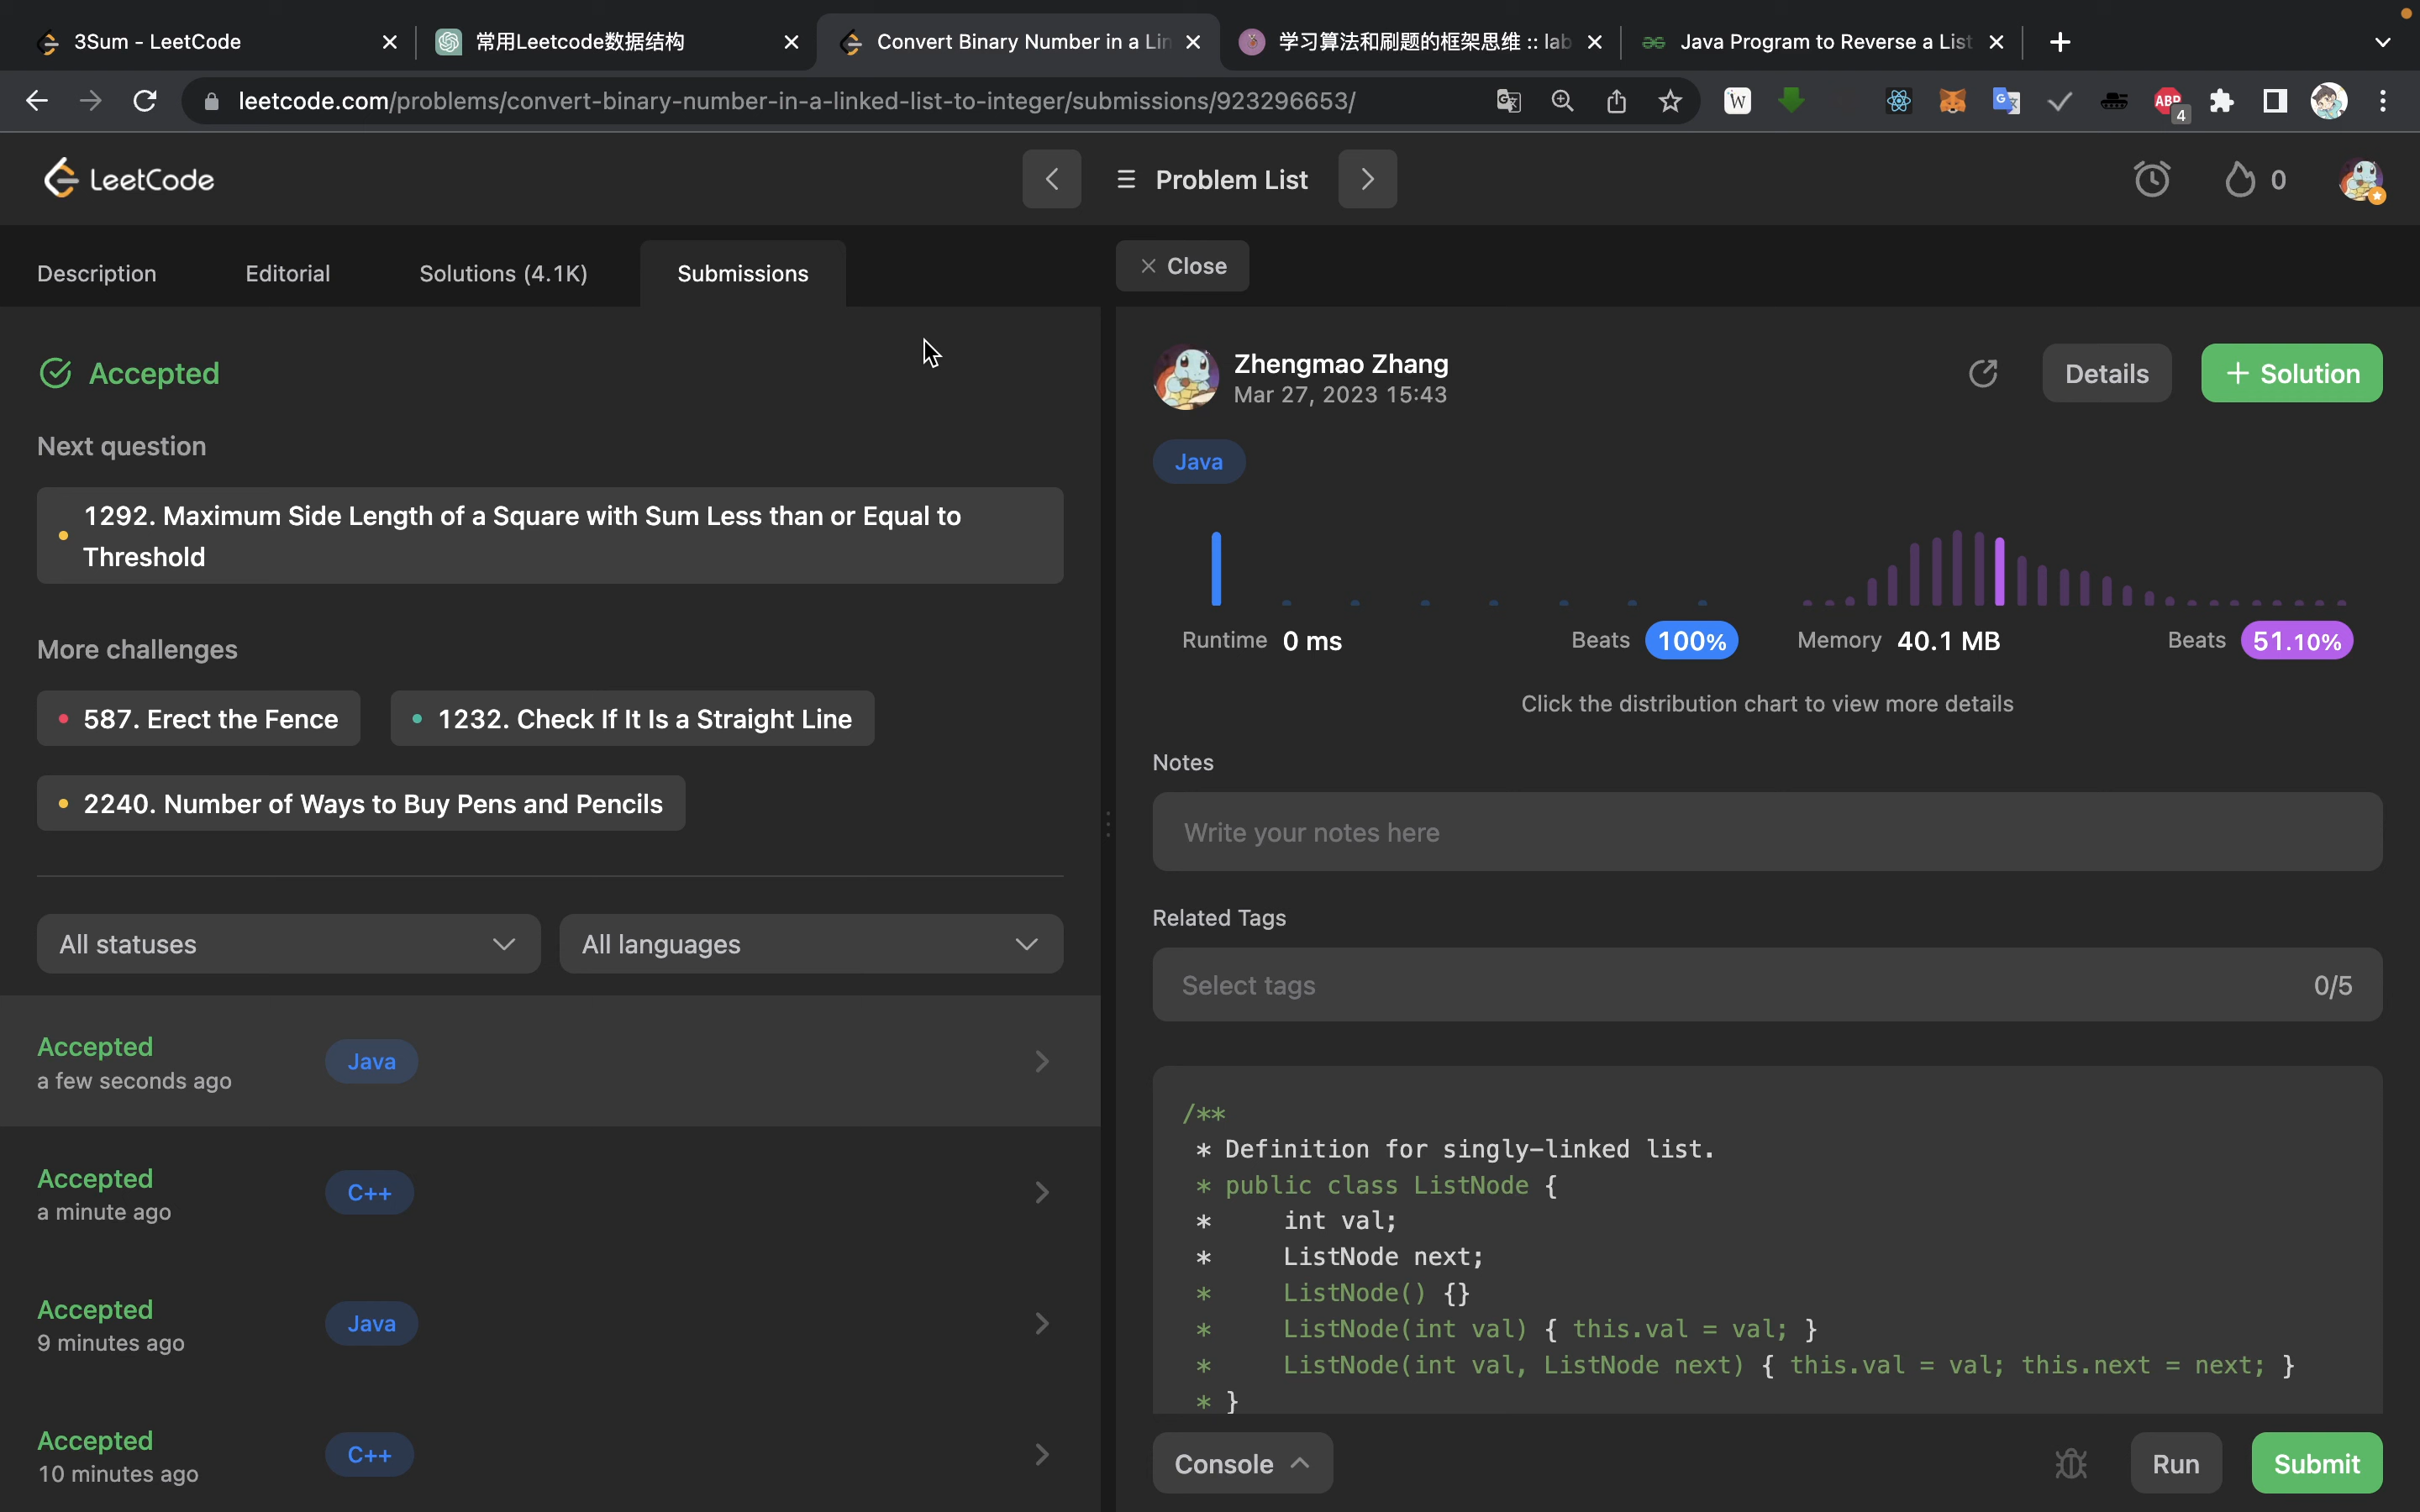 3Sum - LeetCode
常用Leetcode数据结构
Convert Binary Number in a Lin
学习算法和刷题的框架思维 :: lab
Java Program to Reverse a List
leetcode.com/problems/convert-binary-number-in-a-linked-list-to-integer/submissions/923296653/
W
ABP
4
LeetCode
Problem List
0
Description
Editorial
Solutions (4.1K)
Submissions
Close
Accepted
Next question
1292. Maximum Side Length of a Square with Sum Less than or Equal to
Threshold
More challenges
587. Erect the Fence
1232. Check If It Is a Straight Line
2240. Number of Ways to Buy Pens and Pencils
All statuses
All languages
Accepted
a few seconds ago
Java
Accepted
a minute ago
C++
Accepted
9 minutes ago
Java
Accepted
10 minutes ago
C++
Zhengmao Zhang
Mar 27, 2023 15:43
Details
+ Solution
Java
Runtime 0 ms
Beats 100%
Memory 40.1 MB
Beats 51.10%
Click the distribution chart to view more details
Notes
Write your notes here
Related Tags
Select tags
0/5
/**
* Definition for singly-linked list.
* public class ListNode {
*     int val;
*     ListNode next;
*     ListNode() {}
*     ListNode(int val) { this.val = val; }
*     ListNode(int val, ListNode next) { this.val = val; this.next = next; }
* }
Console
Run
Submit